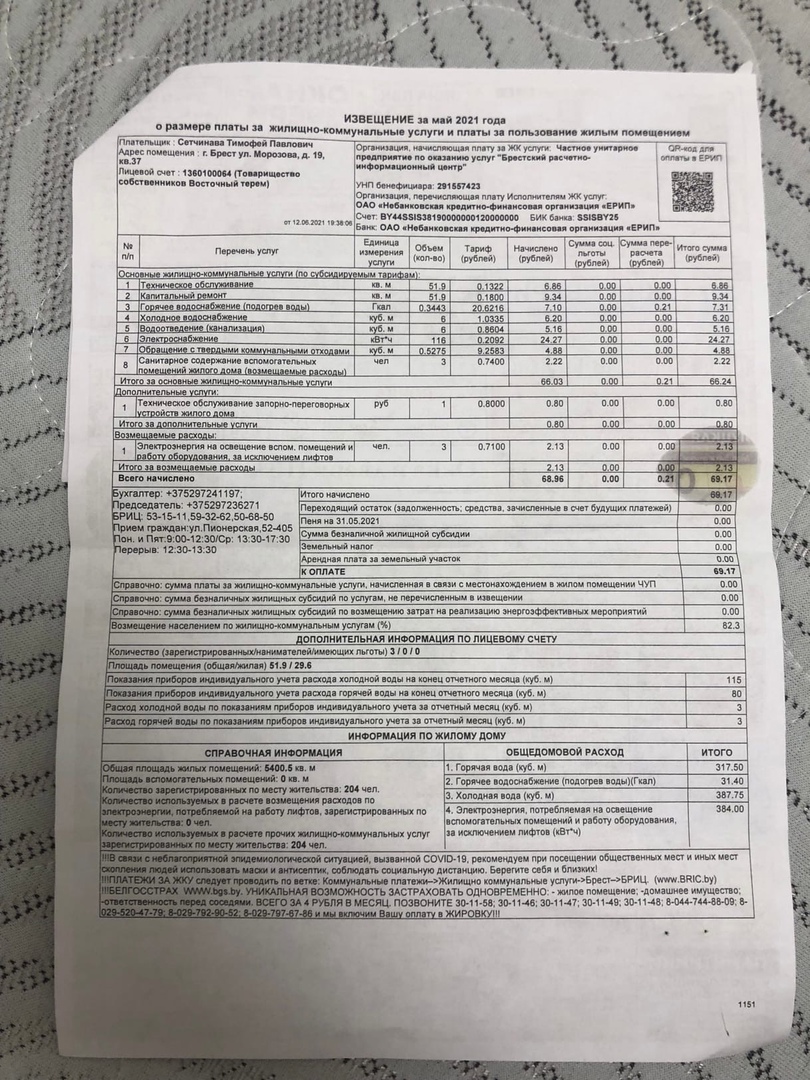 ИЗВЕЩЕНИЕ за май 2021 года
о размере платы за жилищно-коммунальные услуги и платы за пользование жилым помещением
Плательщик : Сетчинава Тимофей Павлович
Адрес помещения : г. Брест ул. Морозова, д. 19,
кв.37
Лицевой счет : 1360100064 (Товарищество
собственников Восточный терем)
от 12.06.2021 19:38:06
Организация, начисляющая плату за ЖК услуги: Частное унитарное
предприятие по оказанию услуг "Брестский расчетно-
информационный центр"
УНП бенефициара: 291557423
Организация, перечисляющая плату Исполнителям ЖК услуг:
ОАО «Небанковская кредитно-финансовая организация «ЕРИП»
Счет: BY44SSIS38190000000120000000 БИК банка: SSISBY25
Банк: ОАО «Небанковская кредитно-финансовая организация «ЕРИП»
QR-код для
оплаты в ЕРИП
№ п/п Перечень услуг Единица измерения услуги Объем (кол-во) Тариф (рублей) Начислено (рублей) Сумма соц. льготы (рублей) Сумма пере- расчета (рублей) Итого сумма (рублей)
Основные жилищно-коммунальные услуги (по субсидируемым тарифам):
1 Техническое обслуживание кв. м 51.9 0.1322 6.86 0.00 0.00 6.86
2 Капитальный ремонт кв. м 51.9 0.1800 9.34 0.00 0.00 9.34
3 Горячее водоснабжение (подогрев воды) Гкал 0.3443 20.6216 7.10 0.00 0.21 7.31
4 Холодное водоснабжение куб. м 6 1.0335 6.20 0.00 0.00 6.20
5 Водоотведение (канализация) куб. м 6 0.8604 5.16 0.00 0.00 5.16
6 Электроснабжение кВт*ч 116 0.2092 24.27 0.00 0.00 24.27
7 Обращение с твердыми коммунальными отходами куб. м 0.5275 9.2583 4.88 0.00 0.00 4.88
8 Санитарное содержание вспомогательных
помещений жилого дома (возмещаемые расходы) чел 3 0.7400 2.22 0.00 0.00 2.22
Итого за основные жилищно-коммунальные услуги 66.03 0.00 0.21 66.24
Дополнительные услуги:
1 Техническое обслуживание запорно-переговорных
устройств жилого дома руб 1 0.8000 0.80 0.00 0.00 0.80
Итого за дополнительные услуги 0.80 0.00 0.00 0.80
Возмещаемые расходы:
1 Электроэнергия на освещение вспом. помещений и
работу оборудования, за исключением лифтов чел. 3 0.7100 2.13 0.00 0.00 2.13
Итого за возмещаемые расходы 2.13 0.00 0.00 2.13
Всего начислено 68.96 0.00 0.21 69.17
Бухгалтер: +375297241197;
Председатель: +375297236271
БРИЦ: 53-15-11,59-32-62,50-68-50
Прием граждан:ул.Пионерская,52-405
Пон. и Пят:9:00-12:30/Ср: 13:30-17:30
Перерыв: 12:30-13:30
Итого начислено 69.17
Переходящий остаток (задолженность; средства, зачисленные в счет будущих платежей) 0.00
Пеня на 31.05.2021 0.00
Сумма безналичной жилищной субсидии 0.00
Земельный налог 0.00
Арендная плата за земельный участок 0.00
К ОПЛАТЕ 69.17
Справочно: сумма платы за жилищно-коммунальные услуги, начисленная в связи с местонахождением в жилом помещении ЧУП 0.00
Справочно: сумма безналичных жилищных субсидий по услугам, не перечисленным в извещении 0.00
Справочно: сумма безналичных жилищных субсидий по возмещению затрат на реализацию энергоэффективных мероприятий 0.00
Возмещение населением по жилищно-коммунальным услугам (%) 82.3
ДОПОЛНИТЕЛЬНАЯ ИНФОРМАЦИЯ ПО ЛИЦЕВОМУ СЧЕТУ
Количество (зарегистрированных/нанимателей/имеющих льготы) 3 / 0 / 0
Площадь помещения (общая/жилая) 51.9 / 29.6
Показания приборов индивидуального учета расхода холодной воды на конец отчетного месяца (куб. м) 115
Показания приборов индивидуального учета расхода горячей воды на конец отчетного месяца (куб. м) 80
Расход холодной воды по показаниям приборов индивидуального учета за отчетный месяц (куб. м) 3
Расход горячей воды по показаниям приборов индивидуального учета за отчетный месяц (куб. м) 3
ИНФОРМАЦИЯ ПО ЖИЛОМУ ДОМУ
СПРАВОЧНАЯ ИНФОРМАЦИЯ
Общая площадь жилых помещений: 5400.5 кв. м
Площадь вспомогательных помещений: 0 кв. м
Количество зарегистрированных по месту жительства: 204 чел.
Количество используемых в расчете возмещения расходов по
электроэнергии, потребляемой на работу лифтов, зарегистрированных по
месту жительства: 0 чел.
Количество используемых в расчете прочих жилищно-коммунальных услуг
зарегистрированных по месту жительства: 204 чел.
ОБЩЕДОМОВОЙ РАСХОД ИТОГО
1. Горячая вода (куб. м) 317.50
2. Горячее водоснабжение (подогрев воды)(Гкал) 31.40
3. Холодная вода (куб. м) 387.75
4. Электроэнергия, потребляемая на освещение
вспомогательных помещений и работу оборудования,
за исключением лифтов (кВт*ч) 384.00
!!!В связи с неблагоприятной эпидемиологической ситуацией, вызванной COVID-19, рекомендуем при посещении общественных мест и иных мест
скопления людей использовать маски и антисептик, соблюдать социальную дистанцию. Берегите себя и близких!
!!!ПЛАТЕЖИ ЗА ЖКУ следует проводить по ветке: Коммунальные платежи->Жилищно коммунальные услуги->Брест->БРИЦ. (www.BRIC.by)
!!!БЕЛГОССТРАХ WWW.bgs.by. УНИКАЛЬНАЯ ВОЗМОЖНОСТЬ ЗАСТРАХОВАТЬ ОДНОВРЕМЕННО: - жилое помещение; -домашнее имущество;
-ответственность перед соседями. ВСЕГО ЗА 4 РУБЛЯ В МЕСЯЦ. ПОЗВОНИТЕ 30-11-58; 30-11-46; 30-11-47; 30-11-49; 30-11-48; 8-044-744-88-09; 8-
029-520-47-79; 8-029-792-90-52; 8-029-797-67-86 и мы включим Вашу оплату в ЖИРОВКУ!!!
1151